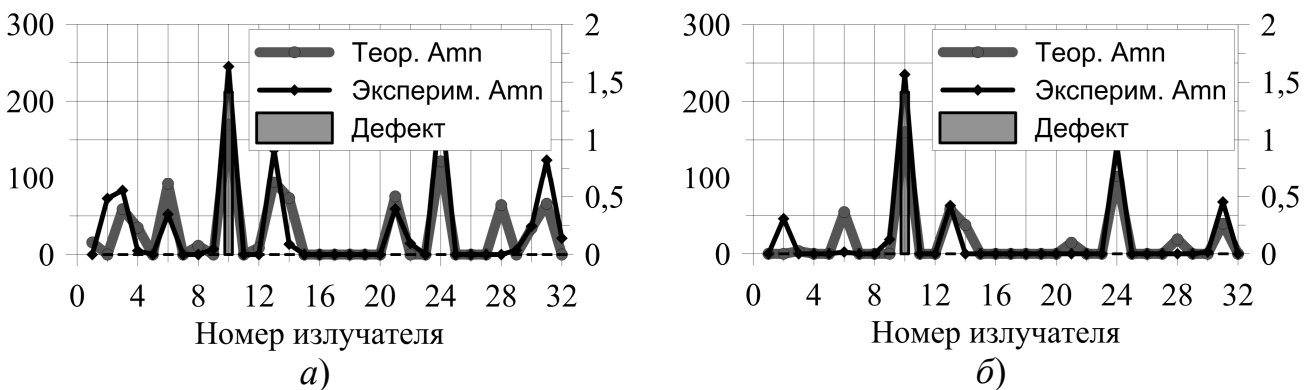 300
200
100
0
Теор. Amn
Эксперим. Amn
Дефект
2
1,5
1
0,5
0
0 4 8 12 16 20 24 28 32
Номер излучателя
а)
300
200
100
0
Теор. Amn
Эксперим. Amn
Дефект
2
1,5
1
0,5
0
0 4 8 12 16 20 24 28 32
Номер излучателя
б)